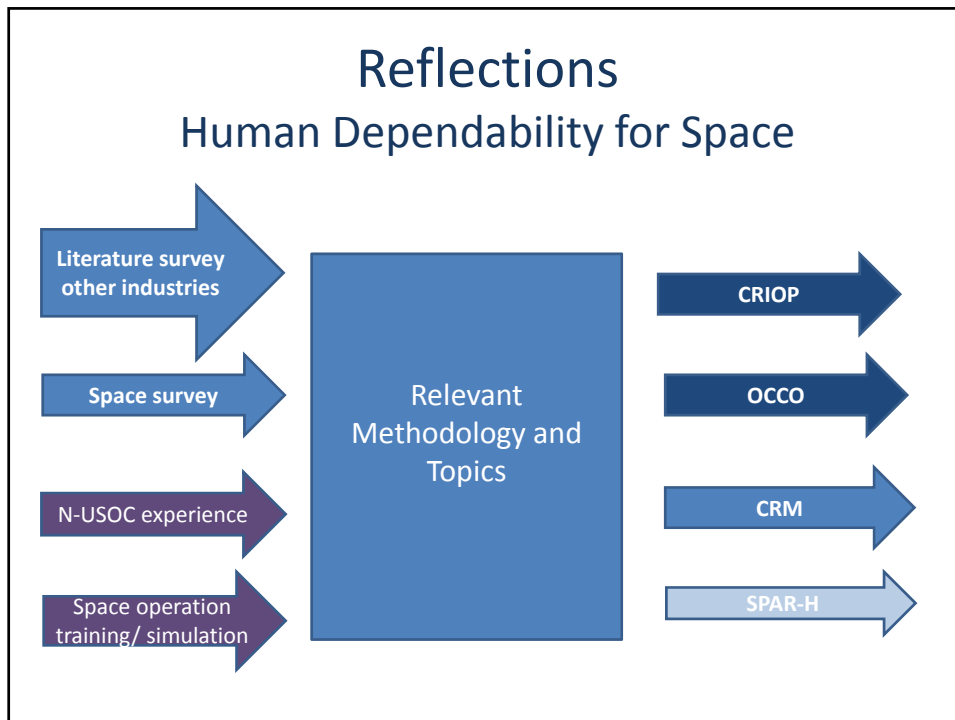 Reflections
Human Dependability for Space
Literature survey
other industries
Space survey
N-USOC experience
Space operation
training/ simulation
Relevant
Methodology and
Topics
CRIOP
OCCO
CRM
SPAR-H